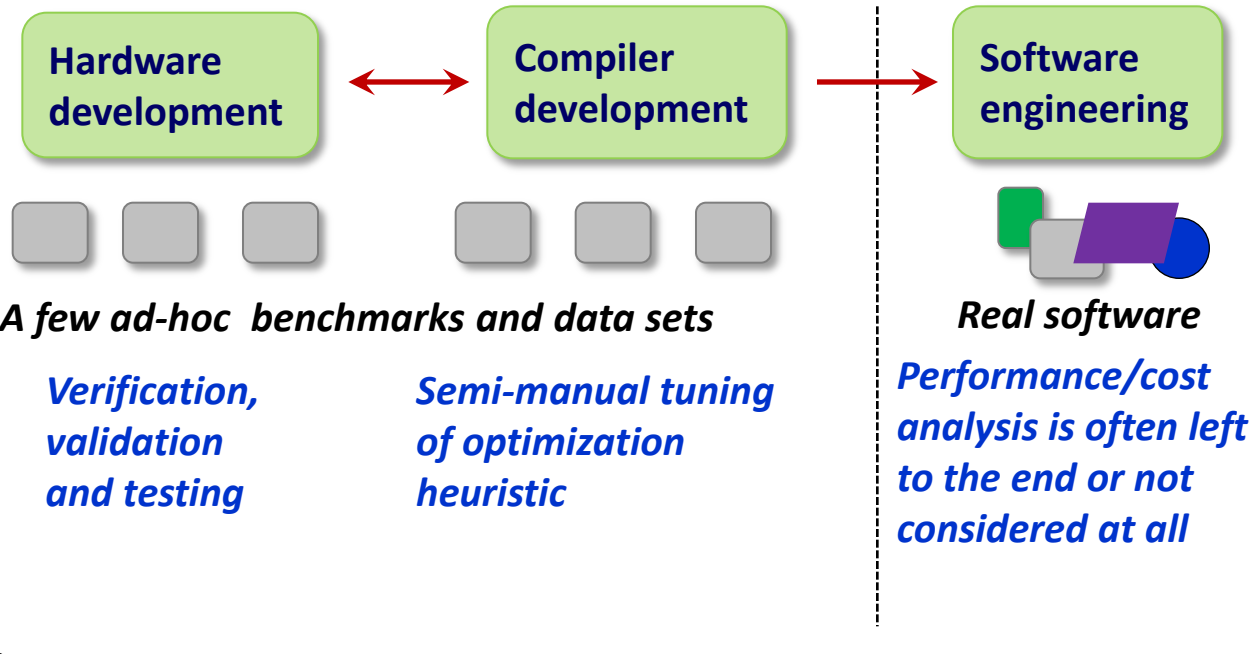 Hardware
development
Compiler
development
Software
engineering
A few ad-hoc benchmarks and data sets
Real software
Verification,
validation
and testing
Semi-manual tuning
of optimization
heuristic
Performance/cost
analysis is often left
to the end or not
considered at all